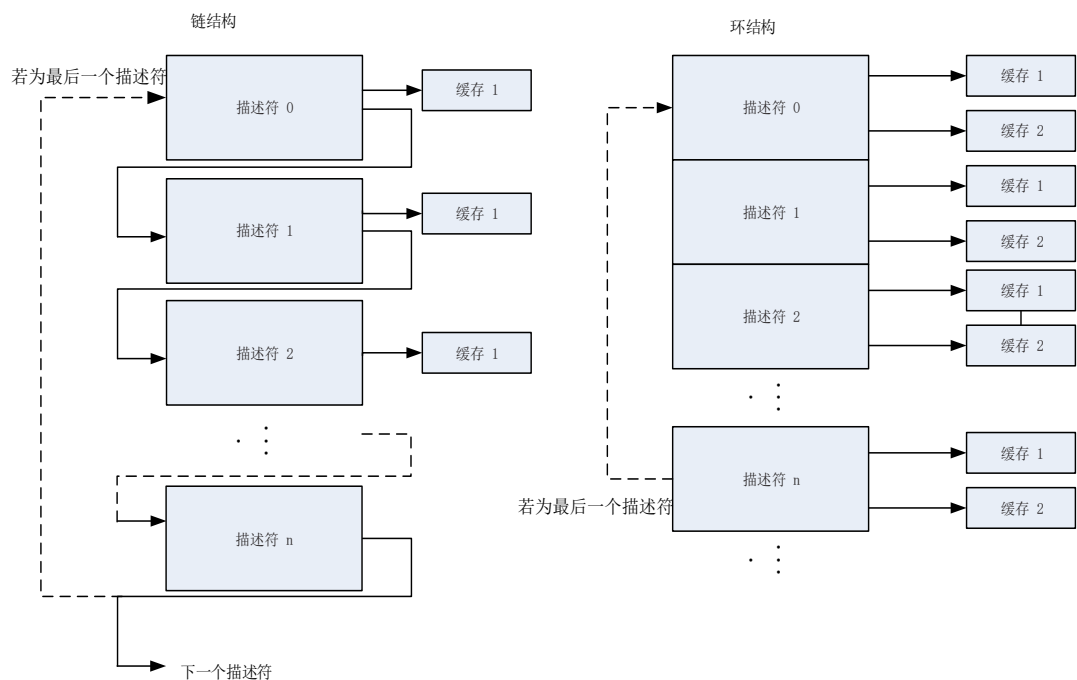 链结构
若为最后一个描述符
描述符 0
缓存 1
描述符 1
缓存 1
描述符 2
缓存 1
描述符 n
下一个描述符
环结构
描述符 0
缓存 1
缓存 2
描述符 1
缓存 1
缓存 2
描述符 2
缓存 1
缓存 2
描述符 n
缓存 1
缓存 2
若为最后一个描述符